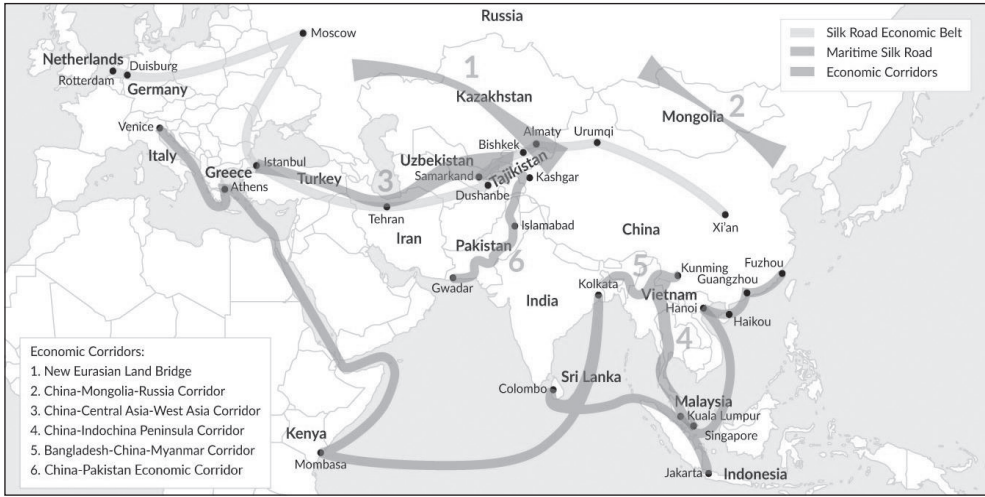 Russia
Moscow
Silk Road Economic Belt
Maritime Silk Road
Economic Corridors
Netherlands
Duisburg
Rotterdam
Germany
1
Kazakhstan
2
Mongolia
Venice
Italy
Almaty
Urumqi
Bishkek
Uzbekistan
Samarkand
Tajikistan
Istanbul
Greece
Turkey
Athens
3
Kashgar
Dushanbe
Tehran
Iran
Islamabad
Xi'an
China
Pakistan
6
Gwadar
5
Kunming
Fuzhou
Guangzhou
India
Kolkata
Vietnam
Hanoi
Haikou
4
Economic Corridors:
1. New Eurasian Land Bridge
2. China-Mongolia-Russia Corridor
3. China-Central Asia-West Asia Corridor
4. China-Indochina Peninsula Corridor
5. Bangladesh-China-Myanmar Corridor
6. China-Pakistan Economic Corridor
Sri Lanka
Colombo
Malaysia
Kuala Lumpur
Singapore
Kenya
Mombasa
Jakarta
Indonesia